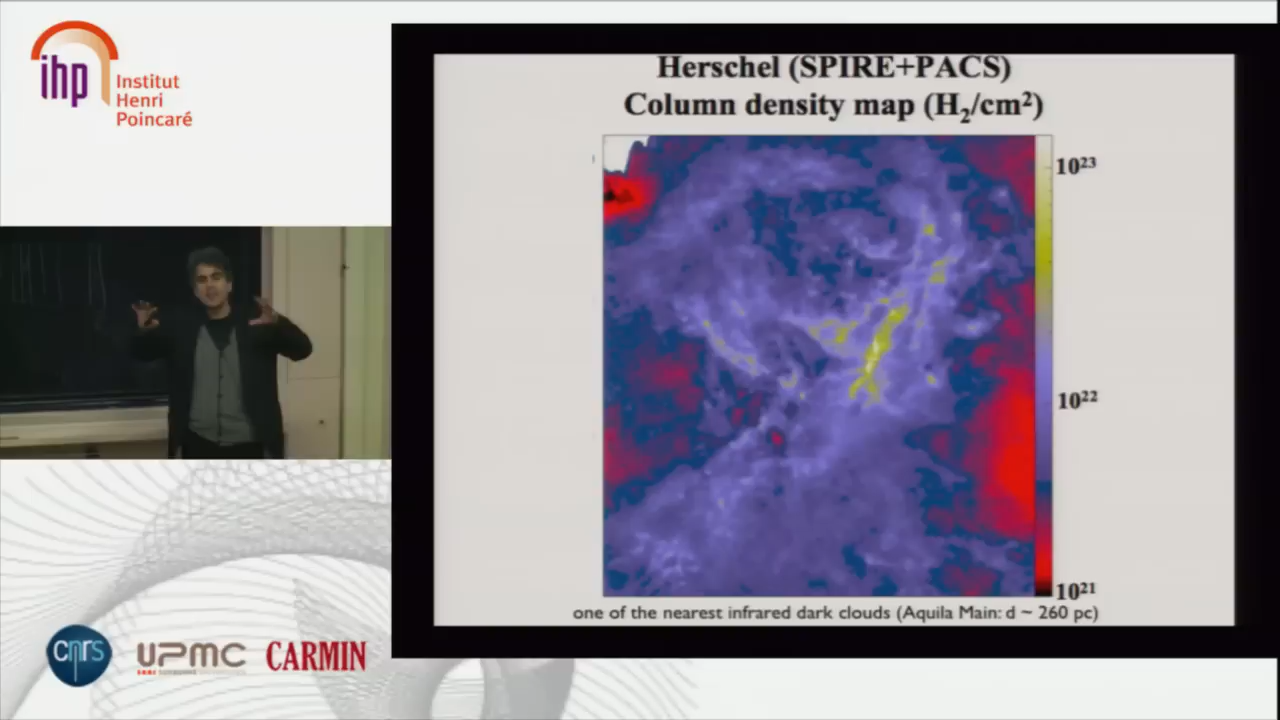 ihp
Institut
Henri
Poincaré
Herschel (SPIRE+PACS)
Column density map (H₂/cm²)
10²³
10²²
10²¹
one of the nearest infrared dark clouds (Aquila Main: d ~ 260 pc)
cnrs
UPMC
CARMIN